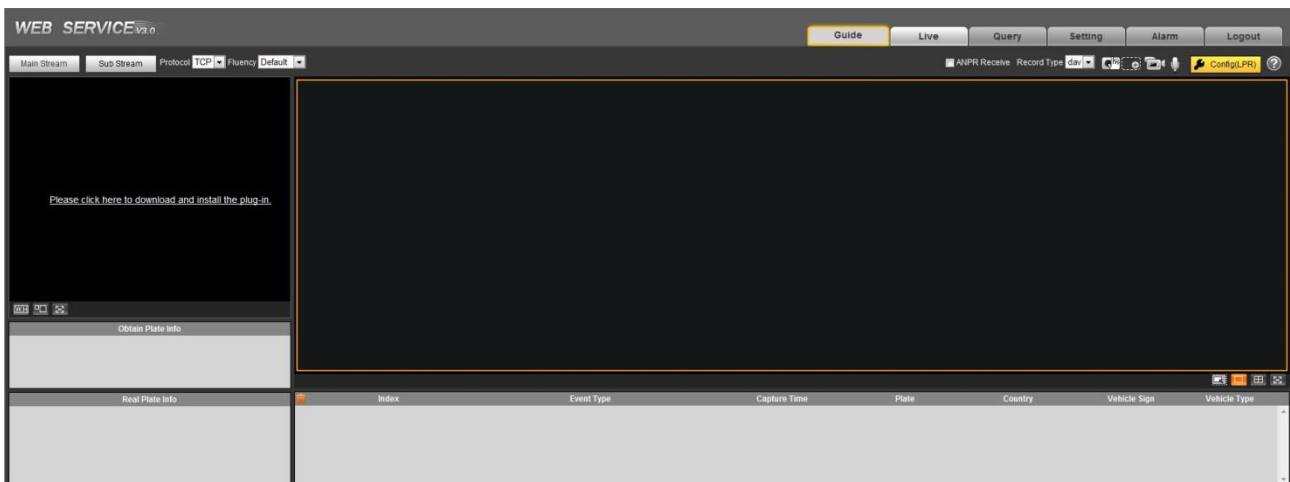 WEB SERVICE V3.0
Guide Live Query Setting Alarm Logout
Main Stream Sub Stream Protocol TCP Fluency Default ANPR Receive Record Type dav Config(LPR) ?
Please click here to download and install the plug-in.
W:H
Obtain Plate Info
Real Plate Info Index Event Type Capture Time Plate Country Vehicle Sign Vehicle Type